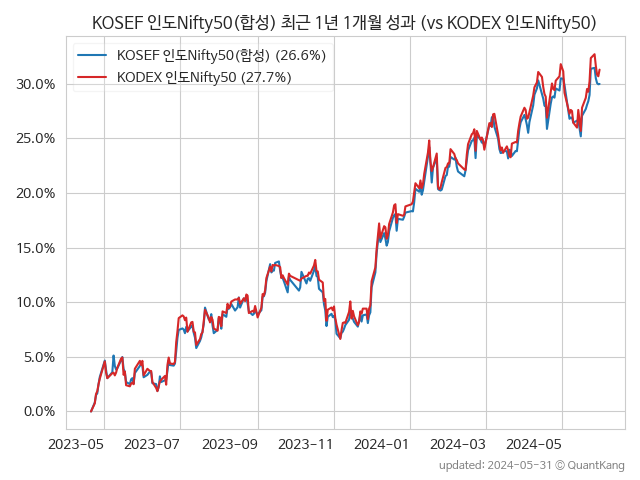 KOSEF 인도Nifty50(합성) 최근 1년 1개월 성과 (vs KODEX 인도Nifty50)
KOSEF 인도Nifty50(합성) (26.6%)
KODEX 인도Nifty50 (27.7%)
30.0%
25.0%
20.0%
15.0%
10.0%
5.0%
0.0%
2023-05 2023-07 2023-09 2023-11 2024-01 2024-03 2024-05
updated: 2024-05-31 © QuantKang